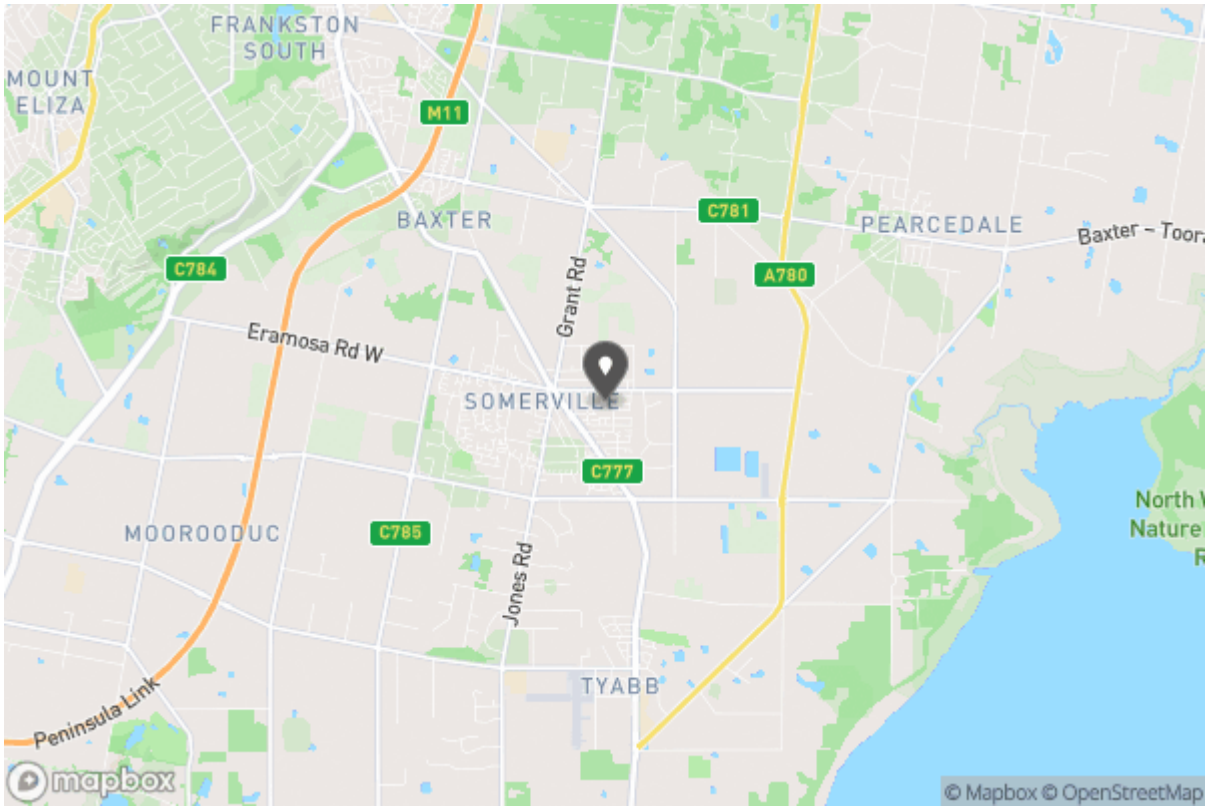 FRANKSTON
SOUTH
MOUNT
ELIZA
M11
BAXTER
C781
PEARCEDALE
Baxter – Toora
C784
A780
Grant Rd
Eramosa Rd W
SOMERVILLE
C777
North W
Nature
R
MOOROODUC
C785
Jones Rd
TYABB
Peninsula Link
mapbox
© Mapbox © OpenStreetMap